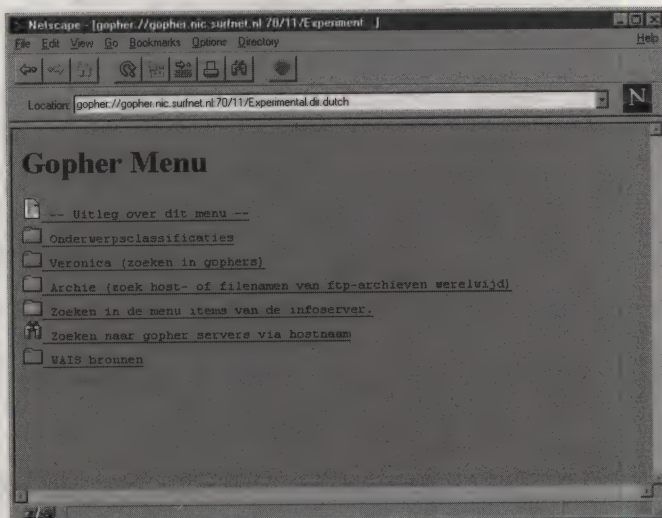 Netscape - [gopher://gopher.nic.surfnet.nl:70/11/Experiment...]
File Edit View Go Bookmarks Options Directory Help
Location: gopher://gopher.nic.surfnet.nl:70/11/Experimental.dir.dutch
N
Gopher Menu
-- Uitleg over dit menu --
Onderwerpsclassificaties
Veronica (zoeken in gophers)
Archie (zoek host- of filenamen van ftp-archieven werelwijd)
Zoeken in de menu items van de infoserver.
Zoeken naar gopher servers via hostnaam
WAIS bronnen